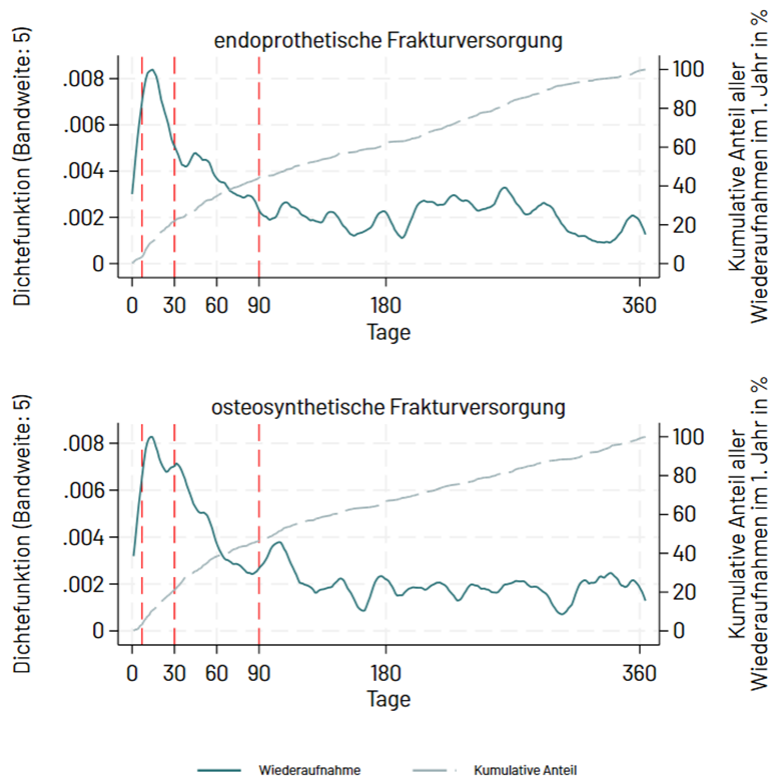 endoprothetische Frakturversorgung
Dichtefunktion (Bandweite: 5)
.008
.006
.004
.002
0
100
80
60
40
20
0
Kumulative Anteil aller
Wiederaufnahmen im 1. Jahr in %
0 30 60 90 180 360
Tage
osteosynthetische Frakturversorgung
Dichtefunktion (Bandweite: 5)
.008
.006
.004
.002
0
100
80
60
40
20
0
Kumulative Anteil aller
Wiederaufnahmen im 1. Jahr in %
0 30 60 90 180 360
Tage
Wiederaufnahme Kumulative Anteil